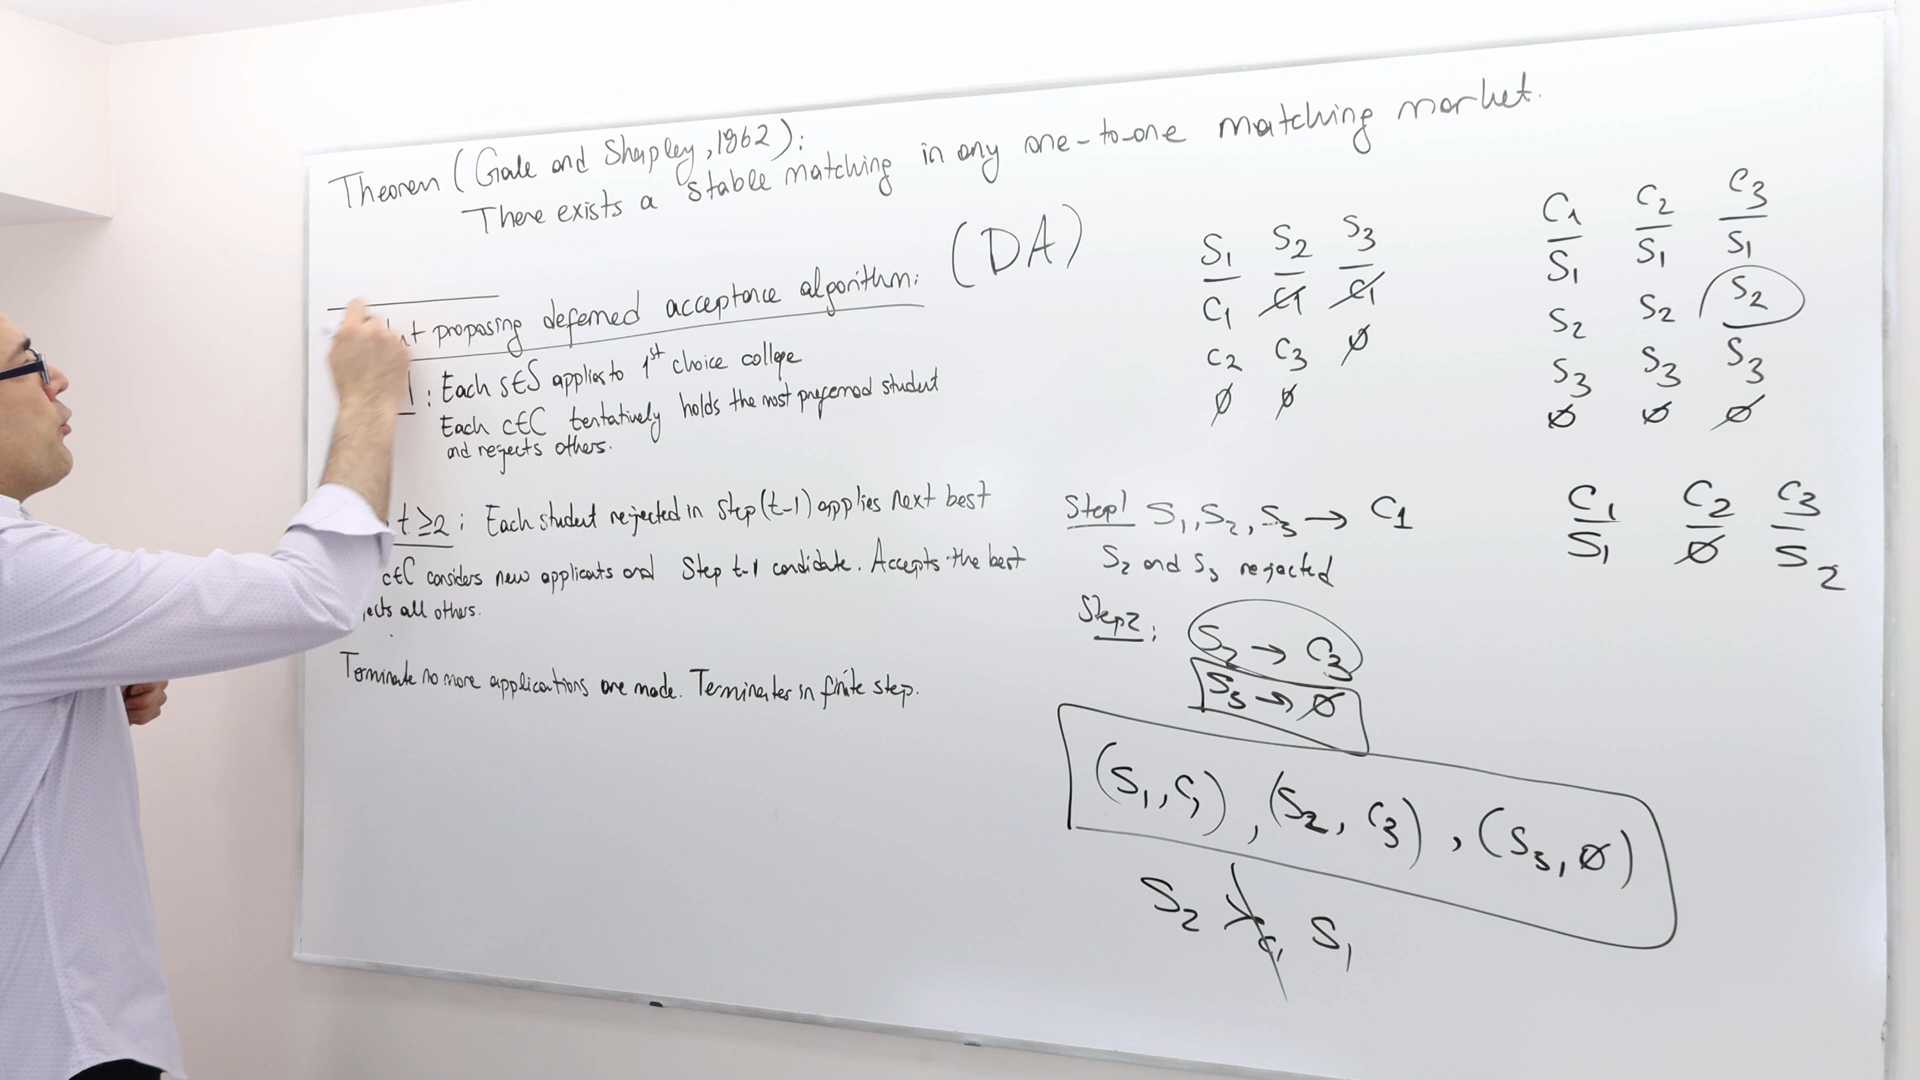 Theorem (Gale and Shapley, 1962):
There exists a stable matching in any one-to-one matching market.
proposing deferred acceptance algorithm: (DA)
1: Each s∈S applies to 1st choice college
Each c∈C tentatively holds the most preferred student
and rejects others.
t ≥ 2: Each student rejected in Step (t-1) applies next best
c∈C considers new applicants and Step t-1 candidate. Accepts the best
all others.
Terminate no more applications are made. Terminates in finite step.
S1 S2 S3
C1 C1 C1
C2 C3 ∅
∅ ∅
C1 C2 C3
S1 S1 S1
S2 S2 S2
S3 S3 S3
∅ ∅ ∅
Step1 S1, S2, S3 → C1
S2 and S3 rejected
Step2: S2 → C3
S3 → ∅
C1 C2 C3
S1 ∅ S2
(S1, C1), (S2, C3), (S3, ∅)
S2 ≻C1 S1